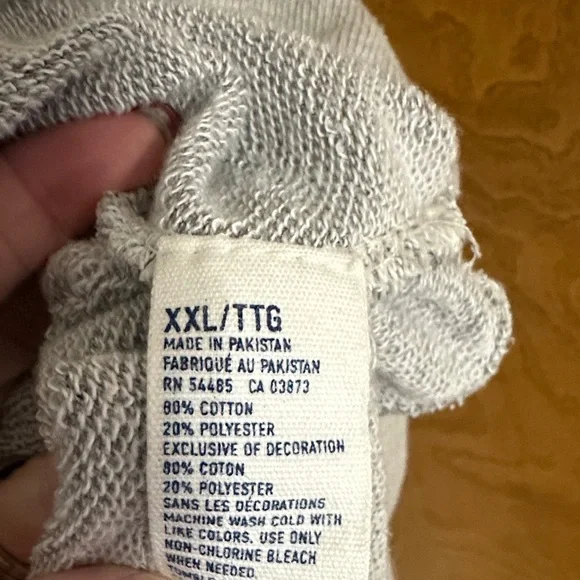 XXL/TTG
MADE IN PAKISTAN
FABRIQUÉ AU PAKISTAN
RN 54485 CA 03873
80% COTTON
20% POLYESTER
EXCLUSIVE OF DECORATION
80% COTON
20% POLYESTER
SANS LES DÉCORATIONS
MACHINE WASH COLD WITH
LIKE COLORS. USE ONLY
NON-CHLORINE BLEACH
WHEN NEEDED.